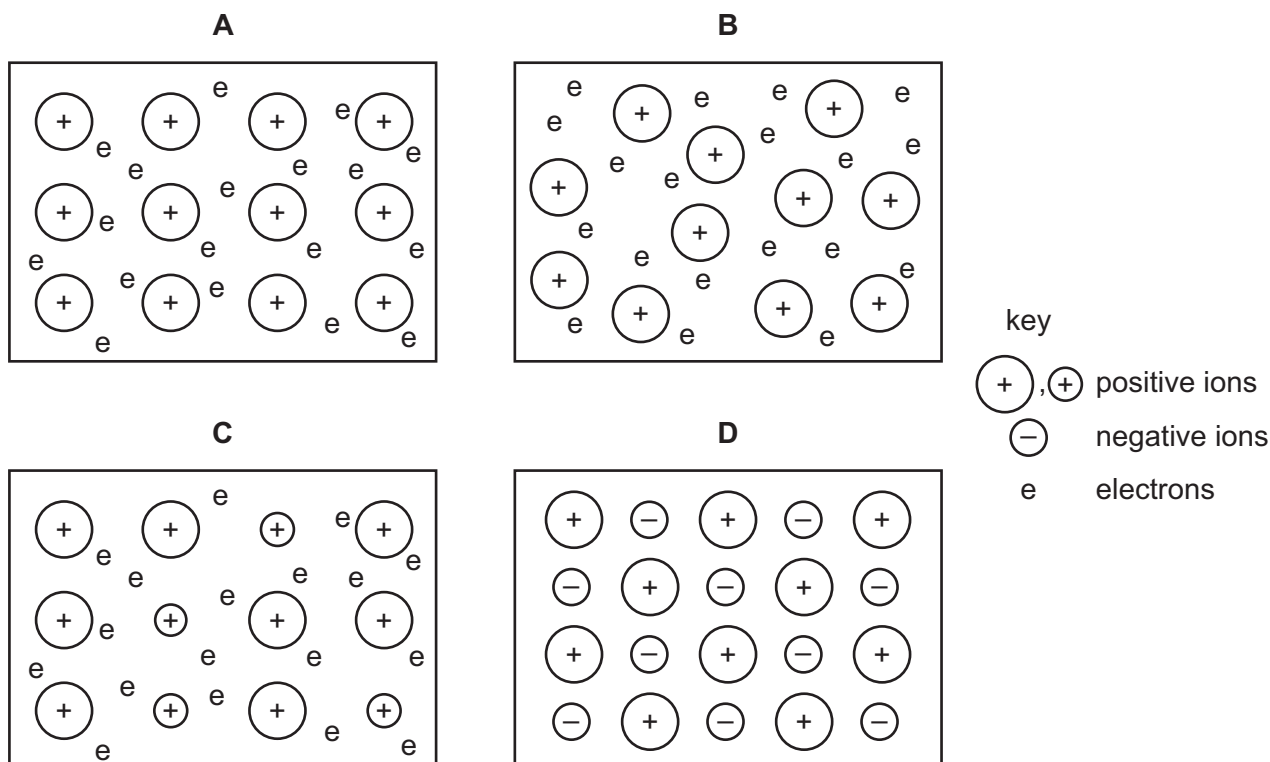 A
e
+ + + e +
e e
e e e
e
+ e + + +
e e e
e
e e
+ + + +
e
e e
B
e e e e
e + +
e e
e + e
e
+ + +
e +
e e e
+ e e
+ + +
e e e
key
+ , + positive ions
− negative ions
e electrons
C
e
+ + + e +
e e
e e e
e
+ e + + +
e e e
e
e e
+ + + +
e
e e
D
+ − + − +
− + − + −
+ − + − +
− + − + −